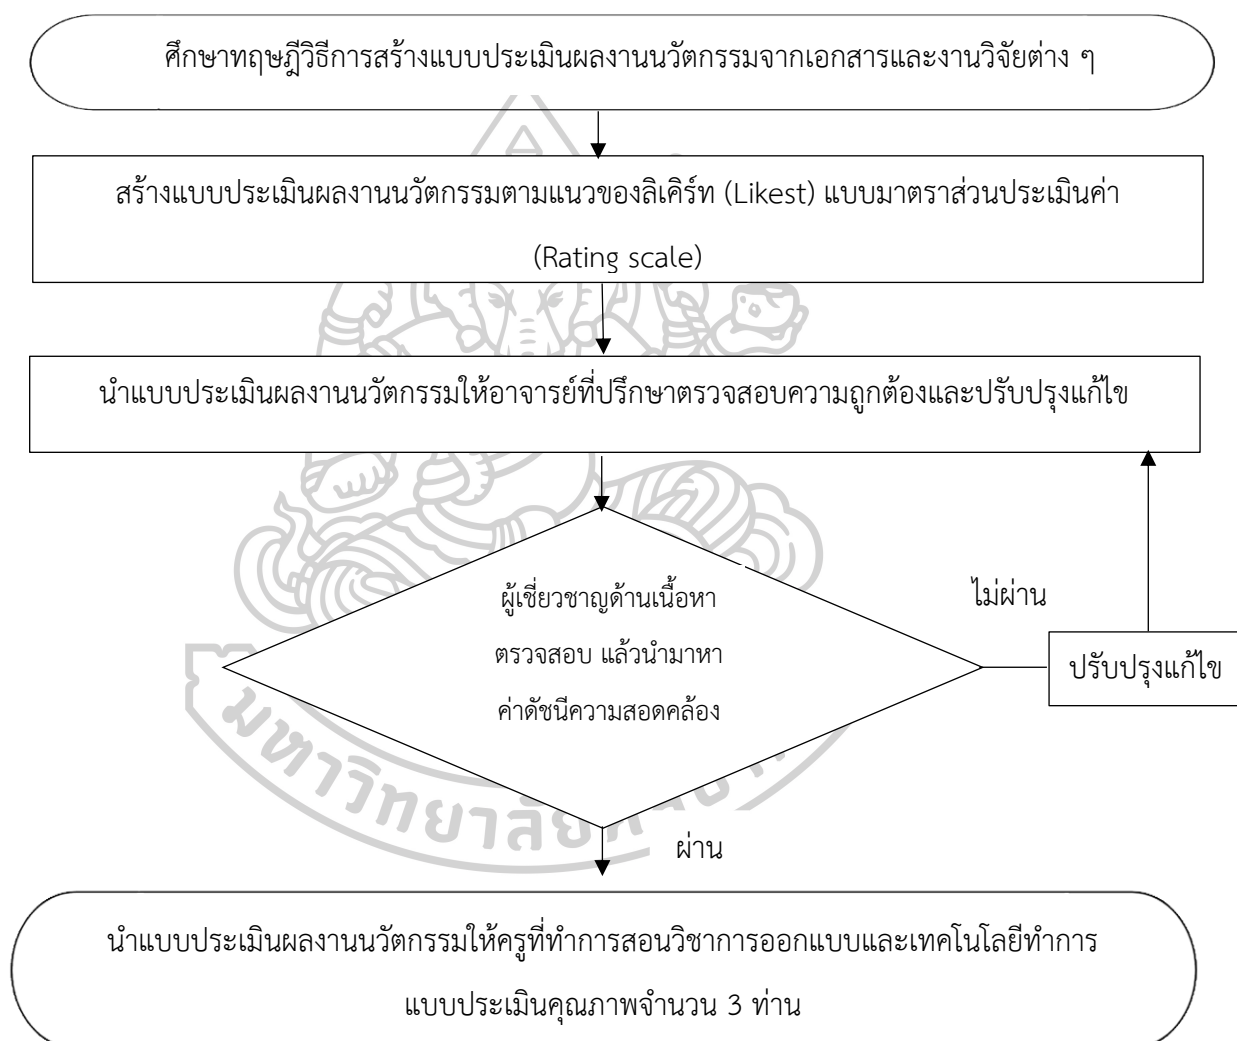 ศึกษาทฤษฎีวิธีการสร้างแบบประเมินผลงานนวัตกรรมจากเอกสารและงานวิจัยต่าง ๆ
สร้างแบบประเมินผลงานนวัตกรรมตามแนวของลิเคิร์ท (Likest) แบบมาตราส่วนประเมินค่า
(Rating scale)
นำแบบประเมินผลงานนวัตกรรมให้อาจารย์ที่ปรึกษาตรวจสอบความถูกต้องและปรับปรุงแก้ไข
ผู้เชี่ยวชาญด้านเนื้อหา
ตรวจสอบ แล้วนำมาหา
ค่าดัชนีความสอดคล้อง
ไม่ผ่าน
ปรับปรุงแก้ไข
มหาวิทยาลัย
ผ่าน
นำแบบประเมินผลงานนวัตกรรมให้ครูที่ทำการสอนวิชาการออกแบบและเทคโนโลยีทำการ
แบบประเมินคุณภาพจำนวน 3 ท่าน